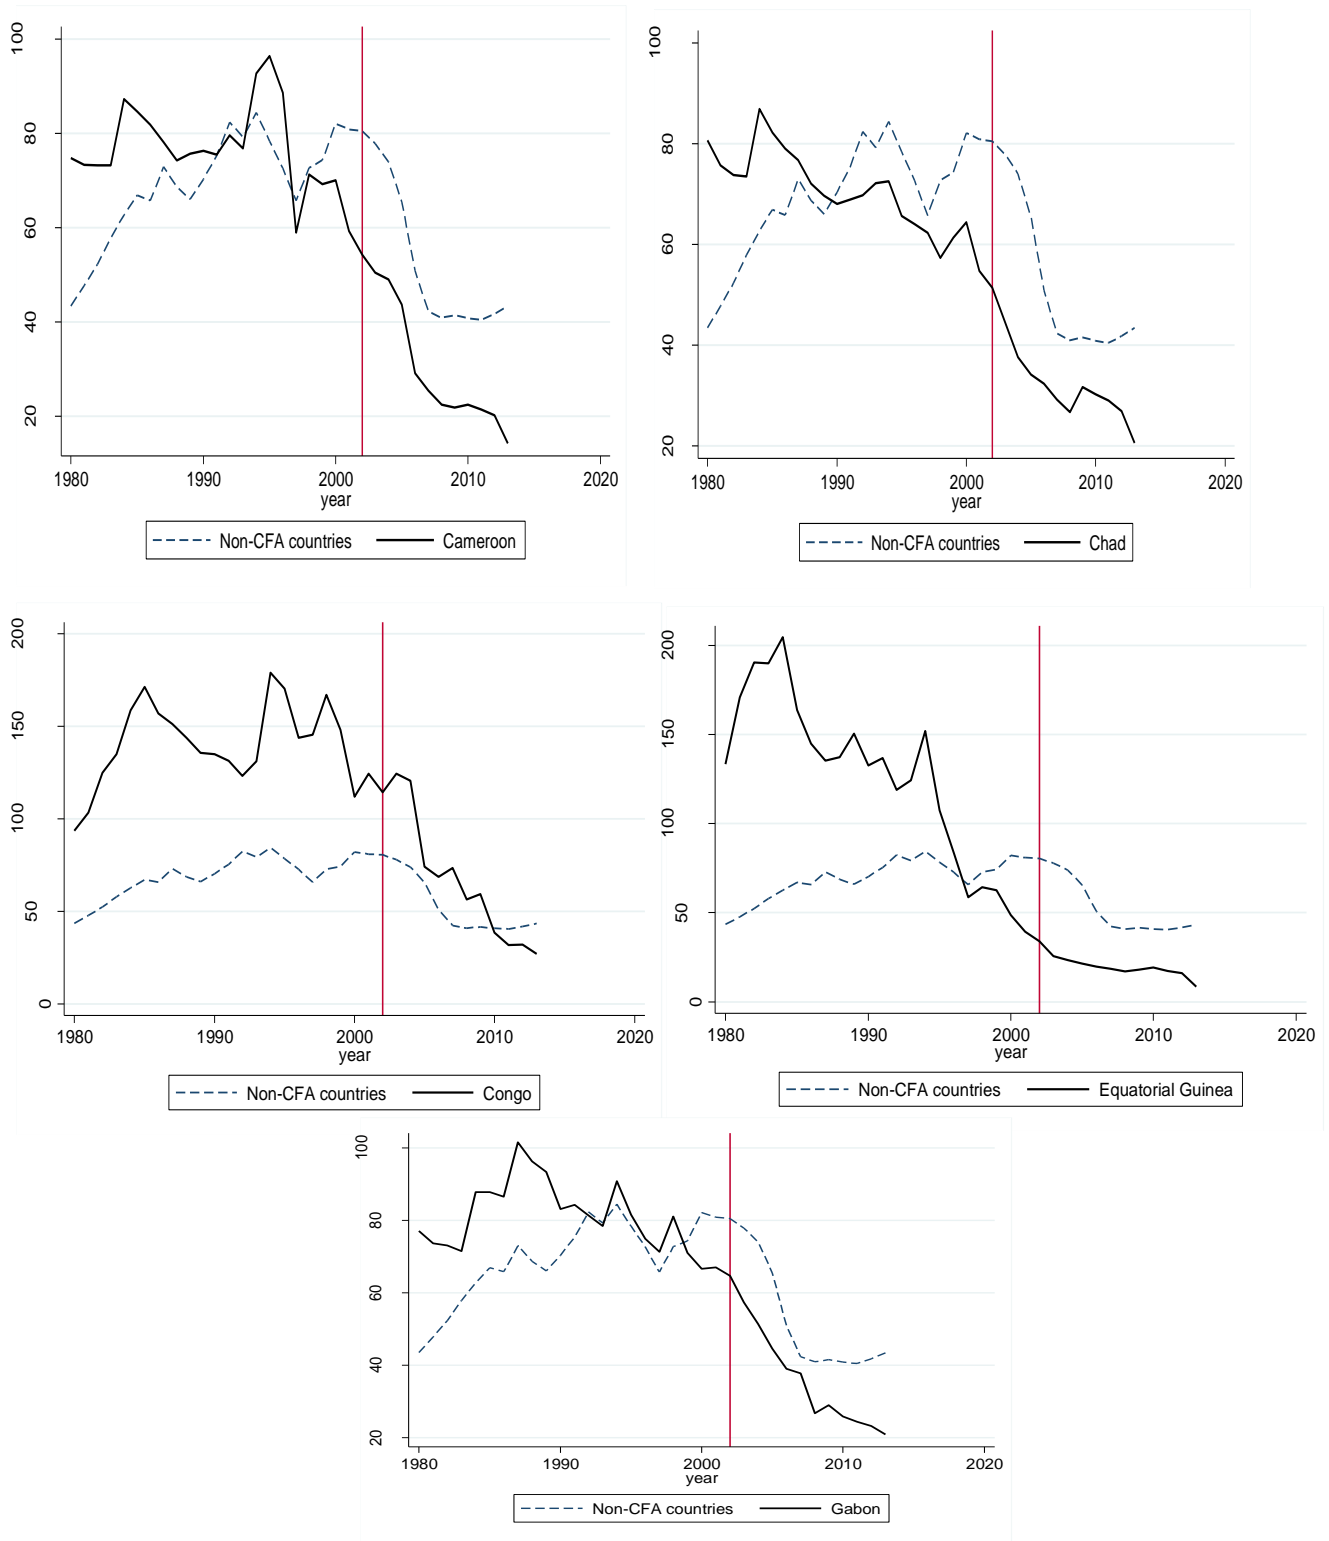 100
80
60
40
20
1980 1990 2000 2010 2020
year
Non-CFA countries Cameroon
100
80
60
40
20
1980 1990 2000 2010 2020
year
Non-CFA countries Chad
200
150
100
50
0
1980 1990 2000 2010 2020
year
Non-CFA countries Congo
200
150
100
50
0
1980 1990 2000 2010 2020
year
Non-CFA countries Equatorial Guinea
100
80
60
40
20
1980 1990 2000 2010 2020
year
Non-CFA countries Gabon